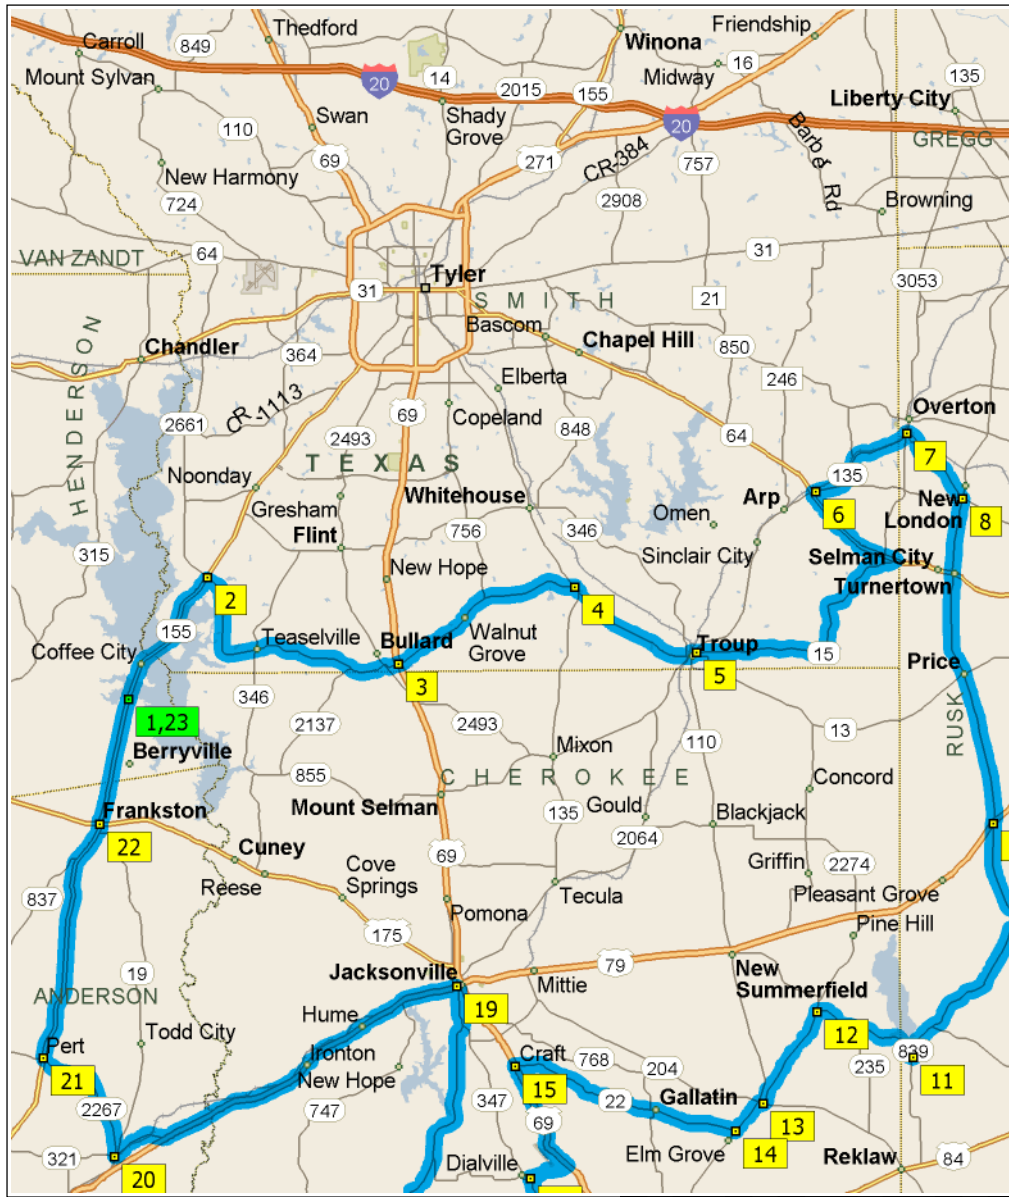 Thedford
Carroll
849
Winona
Friendship
Mount Sylvan
20
14
2015
155
Midway
16
135
Liberty City
110
Swan
Shady
Grove
20
GREGG
69
271
CR-384
757
Barber Rd
New Harmony
724
2908
Browning
VAN ZANDT
64
31
Tyler
3053
31
SMITH
21
HENDERSON
Bascom
Chandler
364
Chapel Hill
850
246
Elberta
CR-1113
69
Copeland
Overton
2661
2493
848
64
TEXAS
7
Noonday
135
Whitehouse
Arp
New
London
8
Gresham
6
Omen
Flint
756
346
315
Sinclair City
Selman City
New Hope
Turnertown
2
4
155
Teaselville
Bullard
Walnut
Grove
Troup
Coffee City
15
Price
3
5
346
RUSK
1,23
2137
2493
110
13
Berryville
Mixon
855
CHEROKEE
Concord
Mount Selman
Gould
Frankston
135
Blackjack
22
2064
Cuney
69
Griffin
2274
Cove
Springs
Reese
Tecula
Pleasant Grove
837
Pomona
175
Pine Hill
79
New
Summerfield
Jacksonville
19
Mittie
ANDERSON
19
Hume
12
Todd City
Pert
Ironton
Craft
768
839
New Hope
204
235
11
21
15
2267
347
22
Gallatin
747
13
69
14
321
Elm Grove
20
Dialville
Reklaw
84